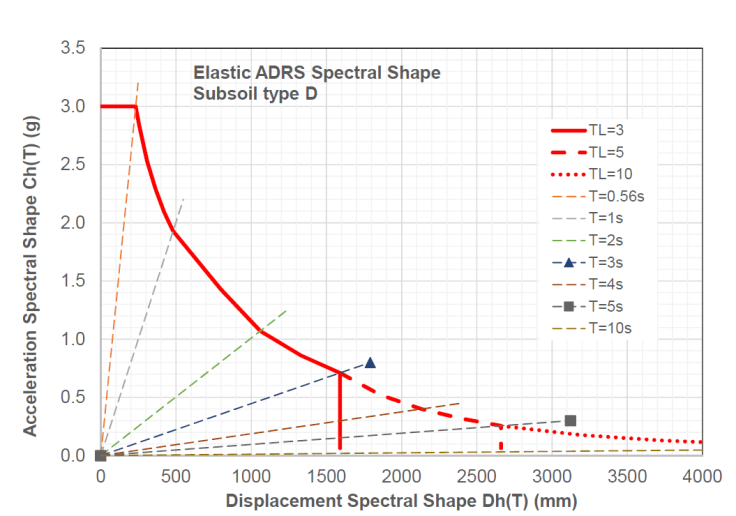 Elastic ADRS Spectral Shape
Subsoil type D
Acceleration Spectral Shape Ch(T) (g)
3.5
3.0
2.5
2.0
1.5
1.0
0.5
0.0
TL=3
TL=5
TL=10
T=0.56s
T=1s
T=2s
T=3s
T=4s
T=5s
T=10s
0 500 1000 1500 2000 2500 3000 3500 4000
Displacement Spectral Shape Dh(T) (mm)